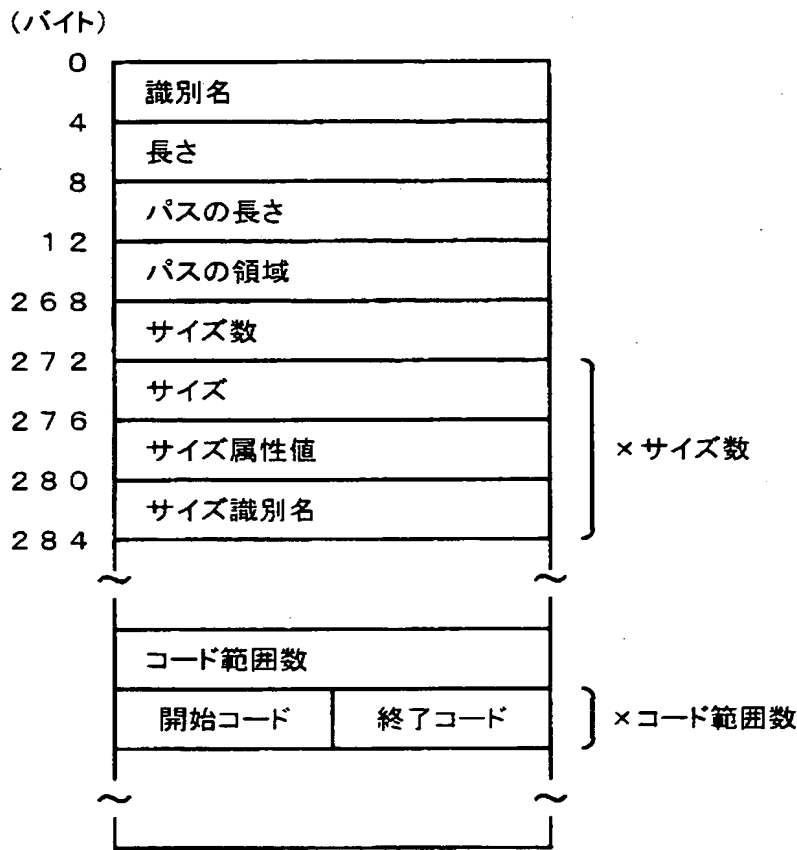 (バイト)
0
識別名
4
長さ
8
パスの長さ
12
パスの領域
268
サイズ数
272
サイズ
276
サイズ属性値
×サイズ数
280
サイズ識別名
284
コード範囲数
開始コード 終了コード ×コード範囲数